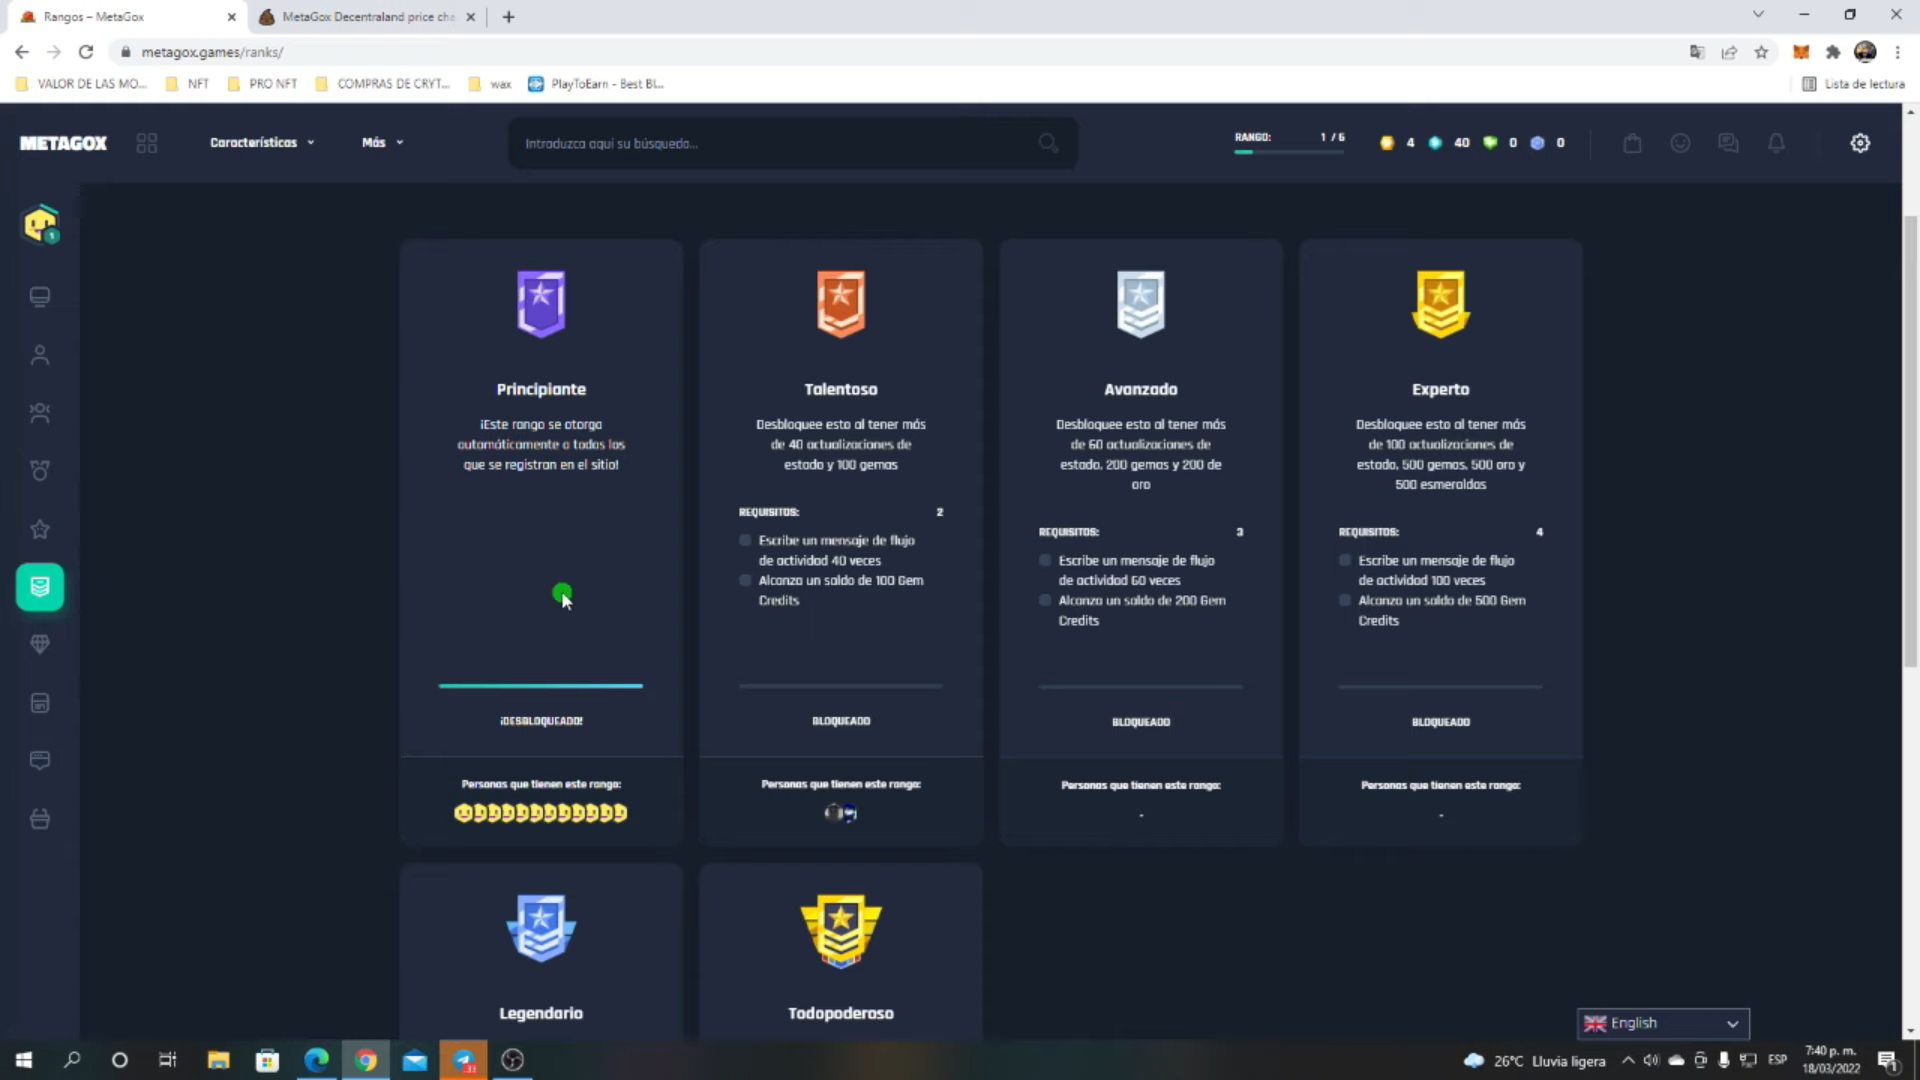 Rangos – MetaGox
MetaGox Decentraland price cha
metagox.games/ranks/
VALOR DE LAS MO...
NFT
PRO NFT
COMPRAS DE CRYT...
wax
PlayToEarn - Best Bl...
Lista de lectura
METAGOX
Características
Más
Introduzca aquí su búsqueda...
RANGO:
1 / 6
4
40
0
0
1
Principiante
¡Este rango se otorga
automáticamente a todos los
que se registran en el sitio!
¡DESBLOQUEADO!
Personas que tienen este rango:
Talentoso
Desbloquee esto al tener más
de 40 actualizaciones de
estado y 100 gemas
REQUISITOS:
2
Escribe un mensaje de flujo
de actividad 40 veces
Alcanza un saldo de 100 Gem
Credits
BLOQUEADO
Personas que tienen este rango:
Avanzado
Desbloquee esto al tener más
de 60 actualizaciones de
estado, 200 gemas y 200 de
oro
REQUISITOS:
3
Escribe un mensaje de flujo
de actividad 60 veces
Alcanza un saldo de 200 Gem
Credits
BLOQUEADO
Personas que tienen este rango:
-
Experto
Desbloquee esto al tener más
de 100 actualizaciones de
estado, 500 gemas, 500 oro y
500 esmeraldas
REQUISITOS:
4
Escribe un mensaje de flujo
de actividad 100 veces
Alcanza un saldo de 500 Gem
Credits
BLOQUEADO
Personas que tienen este rango:
-
Legendario
Todopoderoso
English
26°C Lluvia ligera
ESP
7:40 p. m.
18/03/2022
1